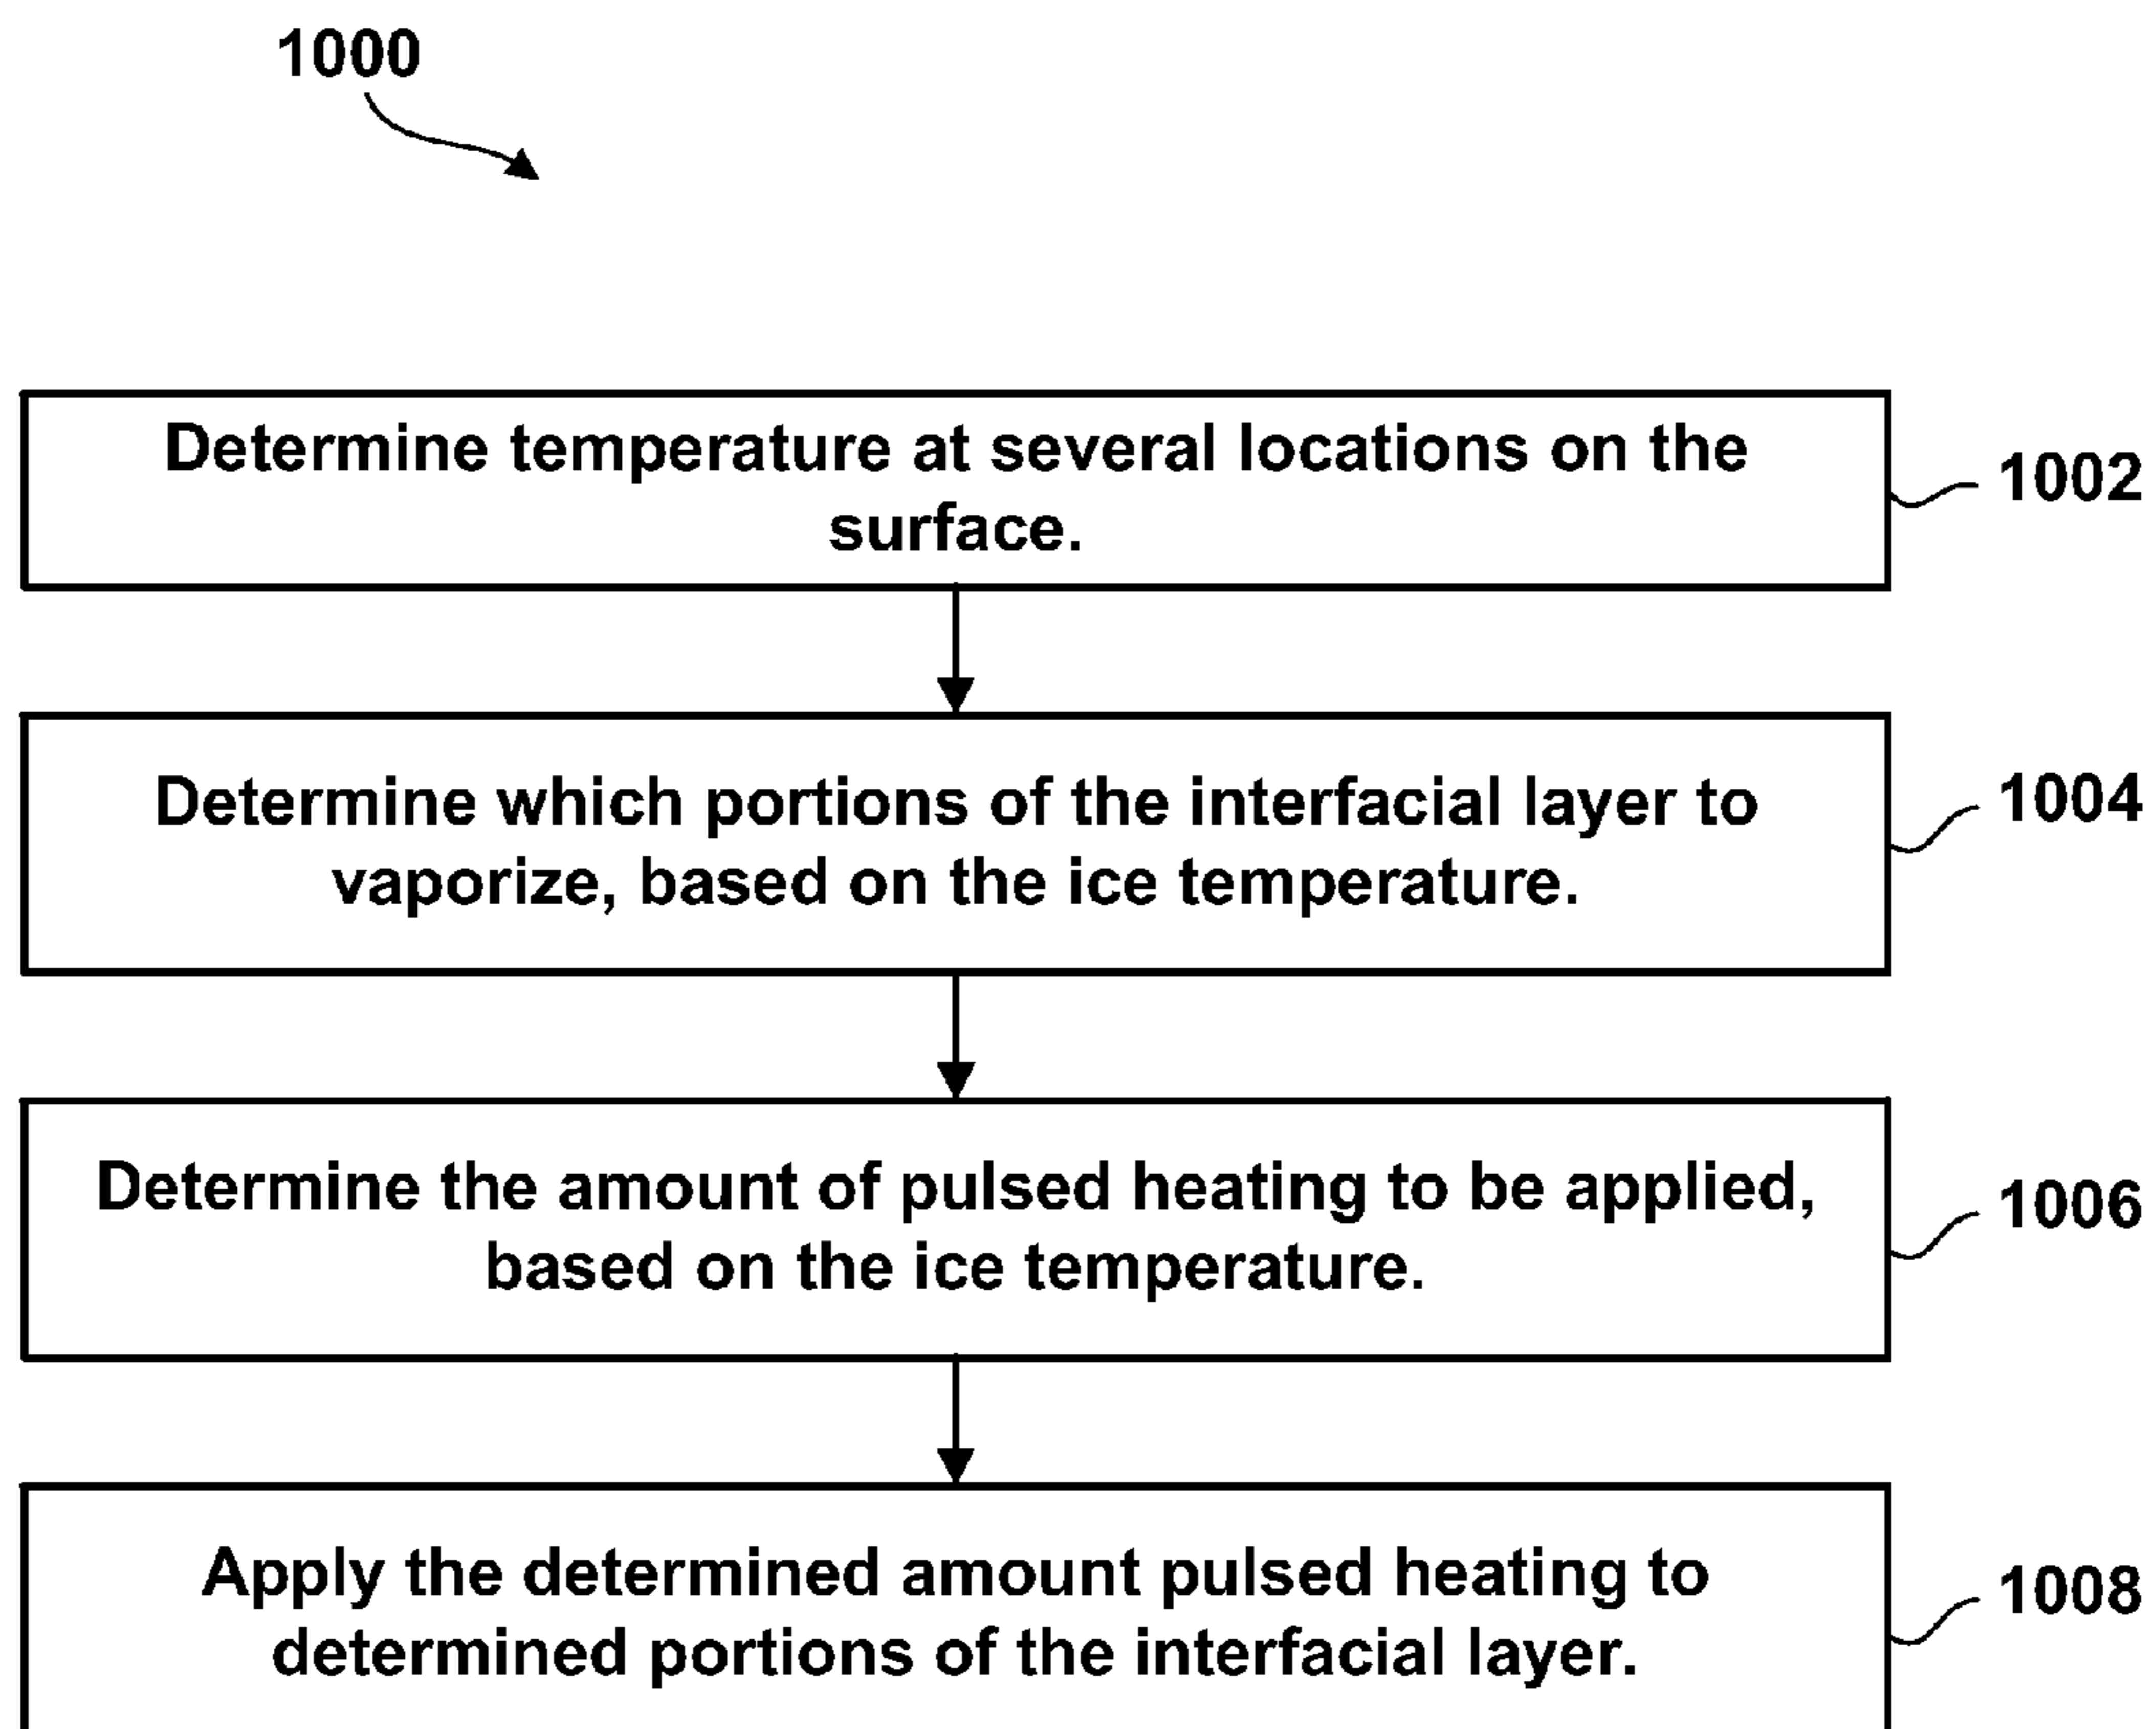 1000
Determine temperature at several locations on the
surface.
1002
Determine which portions of the interfacial layer to
vaporize, based on the ice temperature.
1004
Determine the amount of pulsed heating to be applied,
based on the ice temperature.
1006
Apply the determined amount pulsed heating to
determined portions of the interfacial layer.
1008